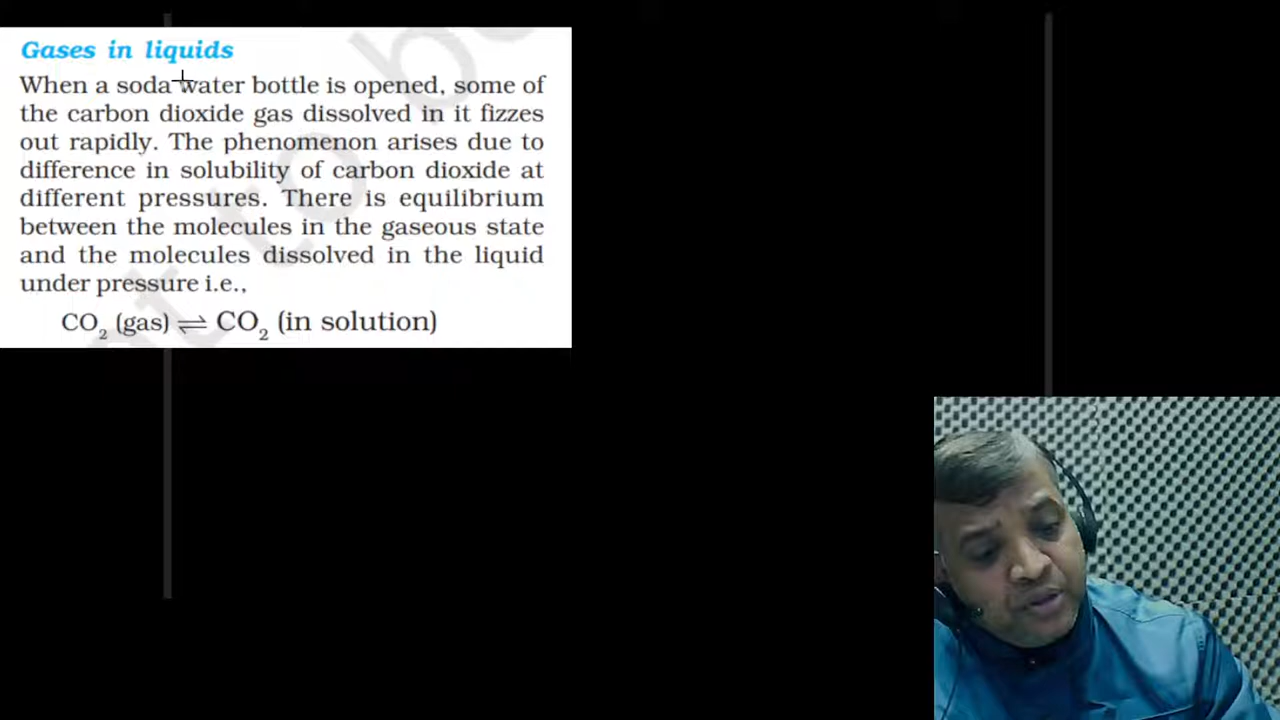 Gases in liquids
When a soda water bottle is opened, some of
the carbon dioxide gas dissolved in it fizzes
out rapidly. The phenomenon arises due to
difference in solubility of carbon dioxide at
different pressures. There is equilibrium
between the molecules in the gaseous state
and the molecules dissolved in the liquid
under pressure i.e.,
CO₂ (gas) ⇌ CO₂ (in solution)